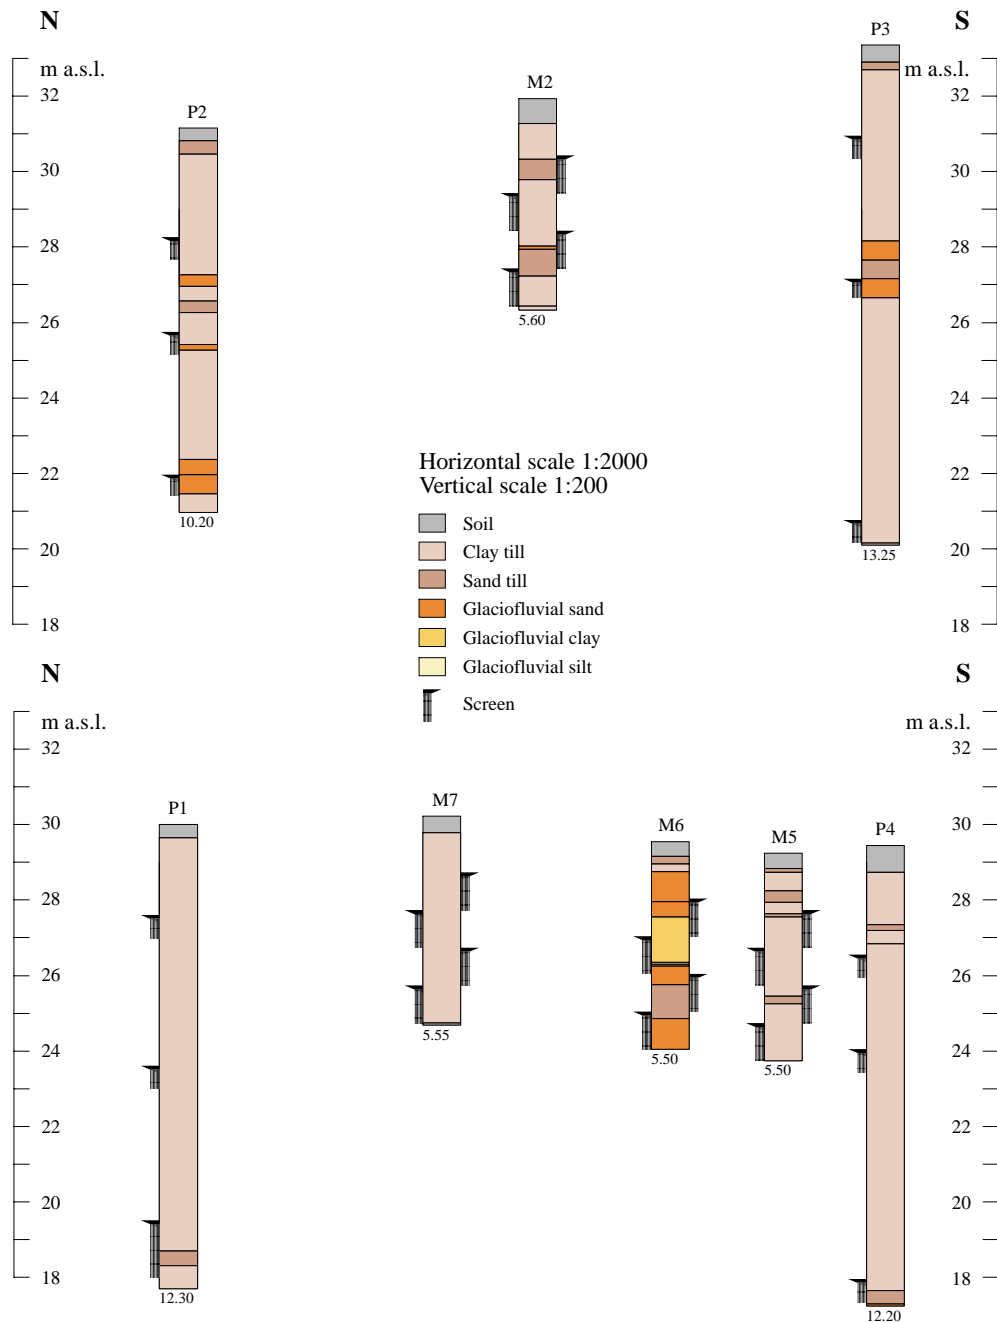 N
S
P3
m a.s.l.
m a.s.l.
M2
32
32
P2
30
30
28
28
26
26
5.60
24
24
Horizontal scale 1:2000
Vertical scale 1:200
22
22
10.20
Soil
Clay till
20
20
13.25
Sand till
Glaciofluvial sand
18
18
Glaciofluvial clay
Glaciofluvial silt
Screen
N
S
m a.s.l.
m a.s.l.
32
32
P1
M7
M6
M5
P4
30
30
28
28
26
26
5.55
5.50
5.50
24
24
22
22
20
20
18
18
12.30
12.20